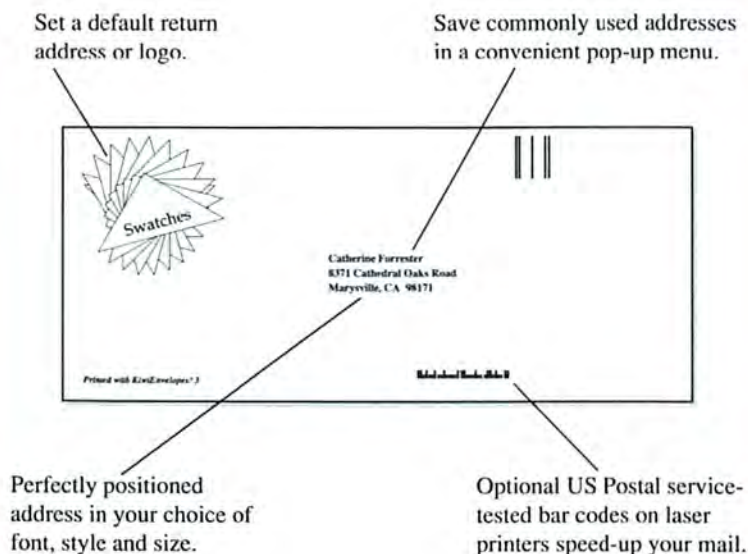 Set a default return
address or logo.
Save commonly used addresses
in a convenient pop-up menu.
Swatches
Catherine Forrester
8371 Cathedral Oaks Road
Marysville, CA 98171
Printed with KiwiEnvelopes! 3
Perfectly positioned
address in your choice of
font, style and size.
Optional US Postal service-
tested bar codes on laser
printers speed-up your mail.